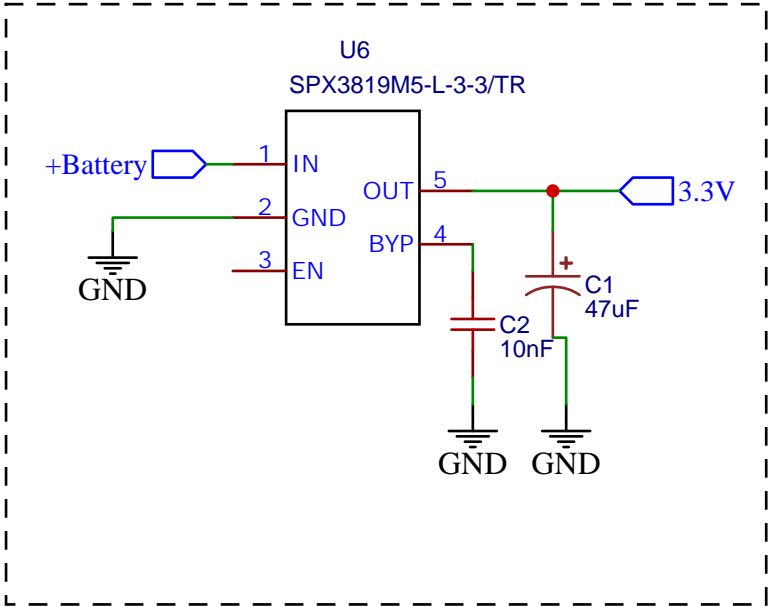 U6
SPX3819M5-L-3-3/TR
+Battery
1
IN
2
GND
3
EN
OUT
5
BYP
4
3.3V
GND
+
C1
47uF
C2
10nF
GND
GND